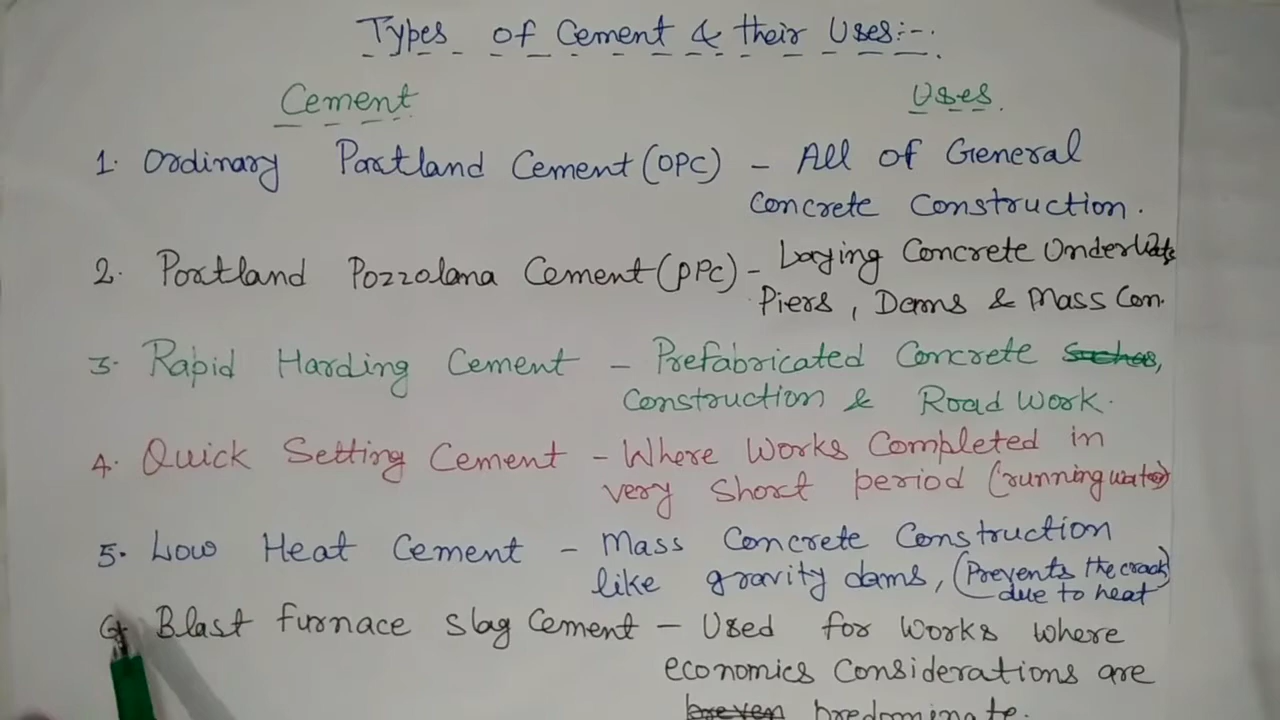 Types of Cement & their Uses:-.
Cement Uses.
1. Ordinary Portland Cement (OPC) - All of General
Concrete Construction.
2. Portland Pozzolana Cement (PPC) - Laying Concrete Underwate
Piers, Dams & Mass Con.
3. Rapid Harding Cement - Prefabricated Concrete
Construction & Road Work.
4. Quick Setting Cement - Where Works Completed in
very Short period (running water)
5. Low Heat Cement - Mass Concrete Construction
like gravity dams, (Prevents the crack)
due to heat
Blast furnace Slag Cement - Used for works where
economics considerations are
predominate.